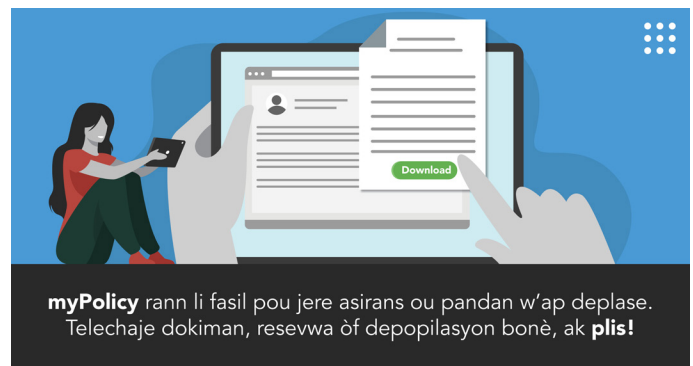 Download
myPolicy rann li fasil pou jere asirans ou pandan w'ap deplase.
Telechaje dokiman, resevwa òf depopilasyon bonè, ak plis!